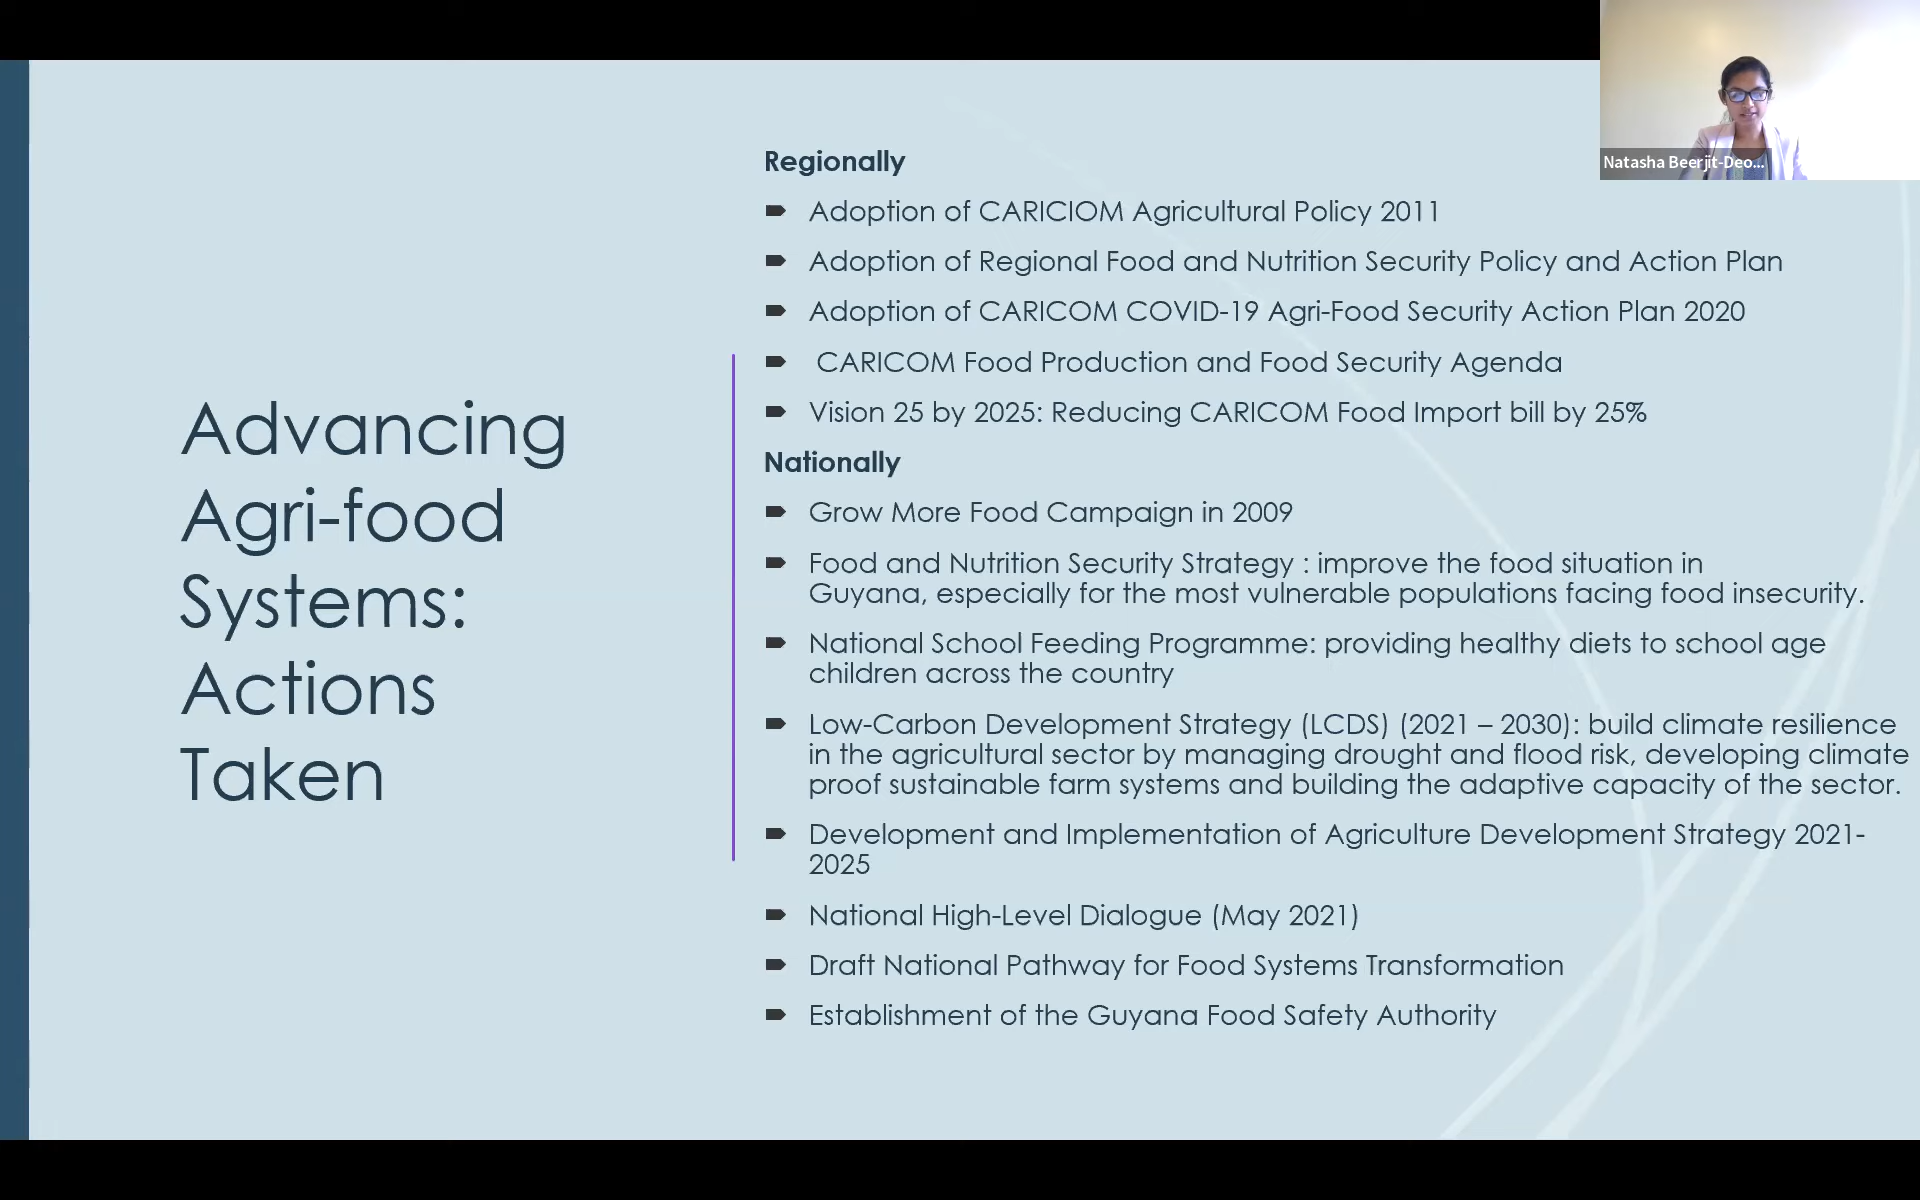 Natasha Beerjit-Deo...
Advancing
Agri-food
Systems:
Actions
Taken
Regionally
Adoption of CARICIOM Agricultural Policy 2011
Adoption of Regional Food and Nutrition Security Policy and Action Plan
Adoption of CARICOM COVID-19 Agri-Food Security Action Plan 2020
CARICOM Food Production and Food Security Agenda
Vision 25 by 2025: Reducing CARICOM Food Import bill by 25%
Nationally
Grow More Food Campaign in 2009
Food and Nutrition Security Strategy : improve the food situation in
Guyana, especially for the most vulnerable populations facing food insecurity.
National School Feeding Programme: providing healthy diets to school age
children across the country
Low-Carbon Development Strategy (LCDS) (2021 – 2030): build climate resilience
in the agricultural sector by managing drought and flood risk, developing climate
proof sustainable farm systems and building the adaptive capacity of the sector.
Development and Implementation of Agriculture Development Strategy 2021-
2025
National High-Level Dialogue (May 2021)
Draft National Pathway for Food Systems Transformation
Establishment of the Guyana Food Safety Authority